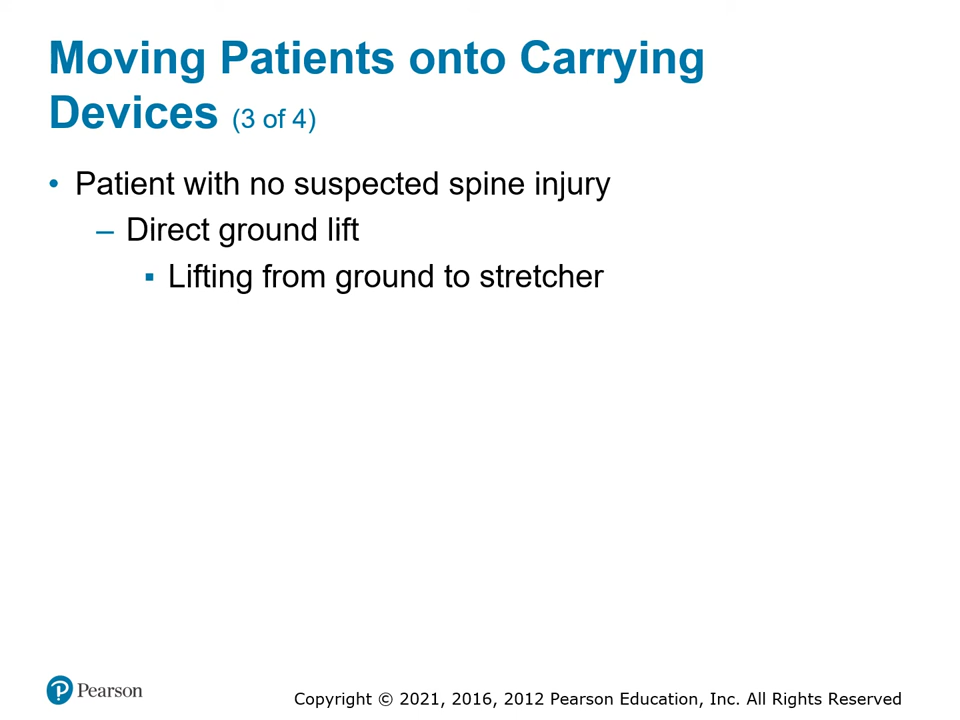 Moving Patients onto Carrying
Devices (3 of 4)
• Patient with no suspected spine injury
– Direct ground lift
▪ Lifting from ground to stretcher
Pearson
Copyright © 2021, 2016, 2012 Pearson Education, Inc. All Rights Reserved